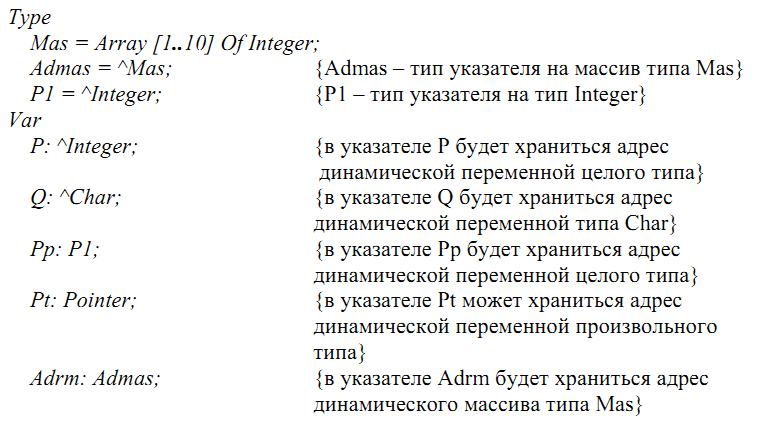 Type
Mas = Array [1..10] Of Integer;
Admas = ^Mas; {Admas – тип указателя на массив типа Mas}
P1 = ^Integer; {P1 – тип указателя на тип Integer}
Var
P: ^Integer; {в указателе P будет храниться адрес
динамической переменной целого типа}
Q: ^Char; {в указателе Q будет храниться адрес
динамической переменной типа Char}
Pp: P1; {в указателе Pp будет храниться адрес
динамической переменной целого типа}
Pt: Pointer; {в указателе Pt может храниться адрес
динамической переменной произвольного
типа}
Adrm: Admas; {в указателе Adrm будет храниться адрес
динамического массива типа Mas}